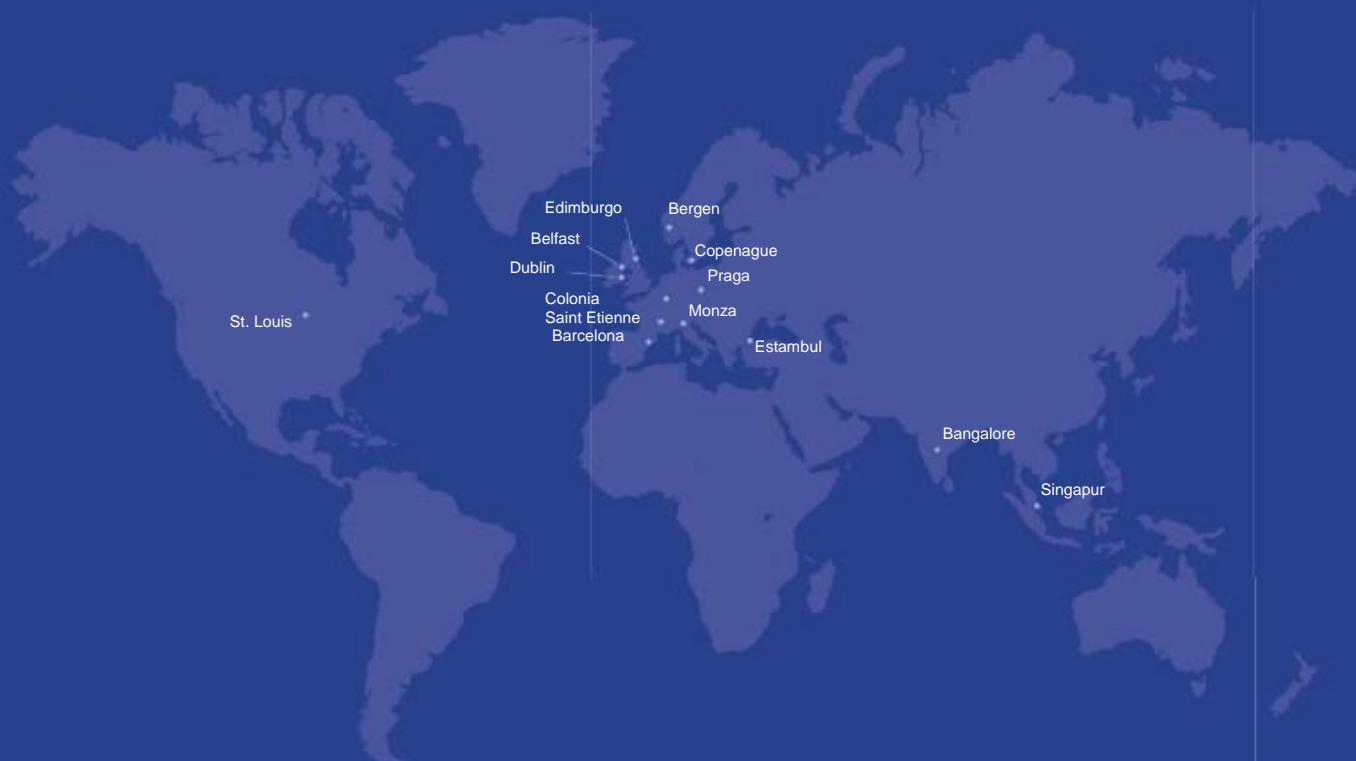 Edimburgo
Bergen
Belfast
Copenague
Dublin
Praga
Colonia
Monza
Saint Etienne
St. Louis
Barcelona
Estambul
Bangalore
Singapur